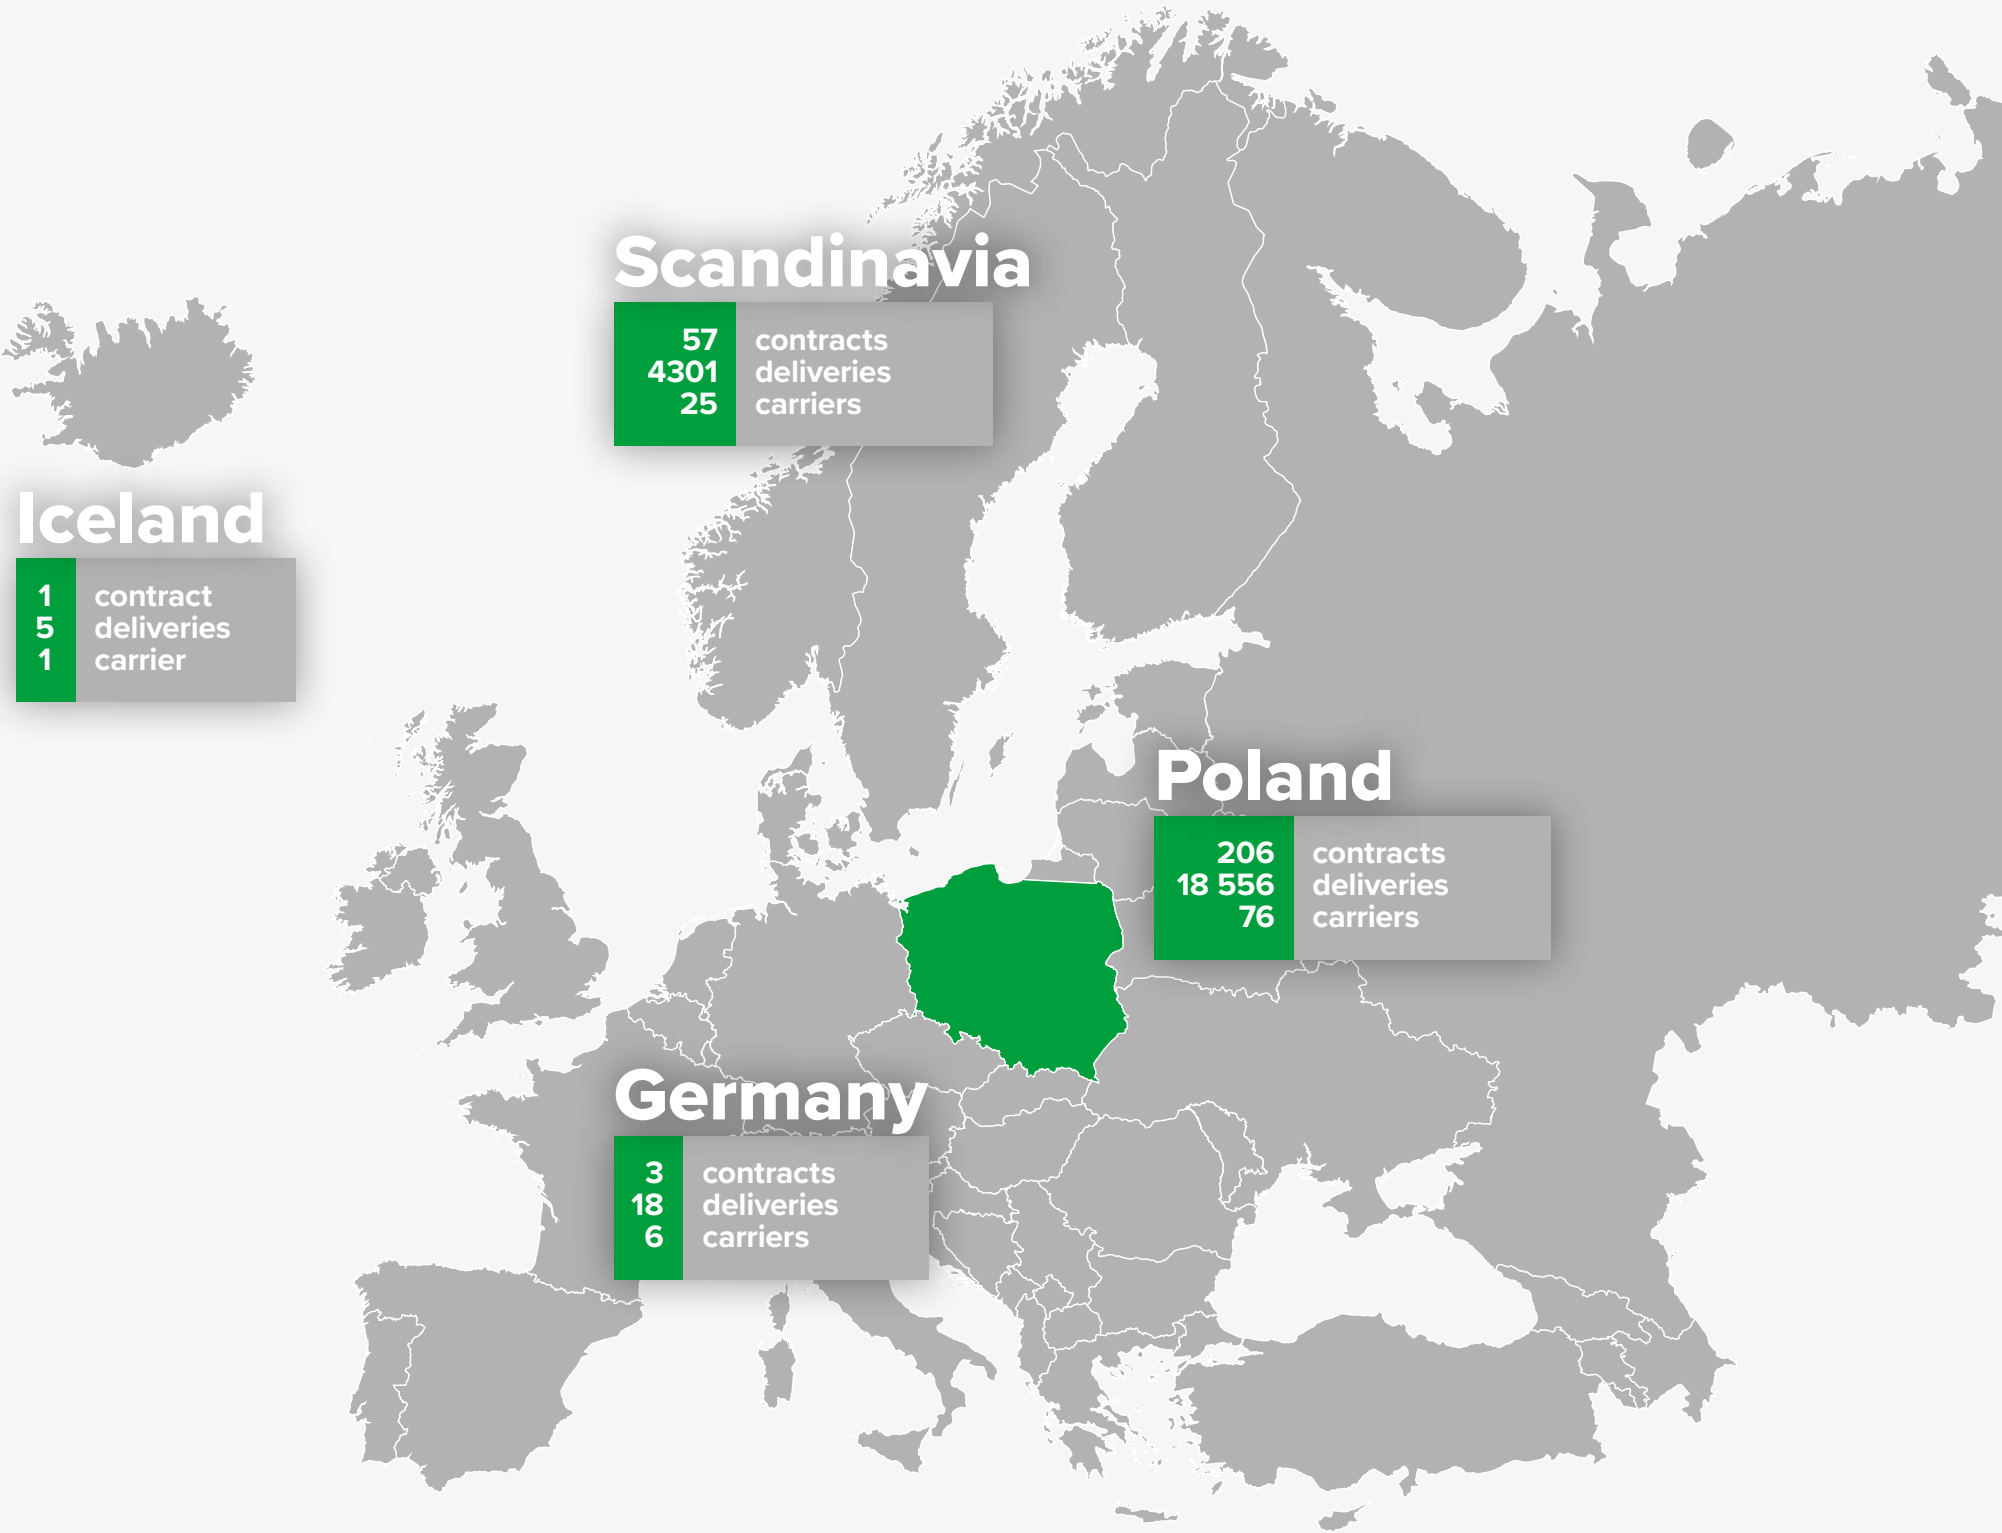 Scandinavia
57 contracts
4301 deliveries
25 carriers
Iceland
1 contract
5 deliveries
1 carrier
Poland
206 contracts
18 556 deliveries
76 carriers
Germany
3 contracts
18 deliveries
6 carriers